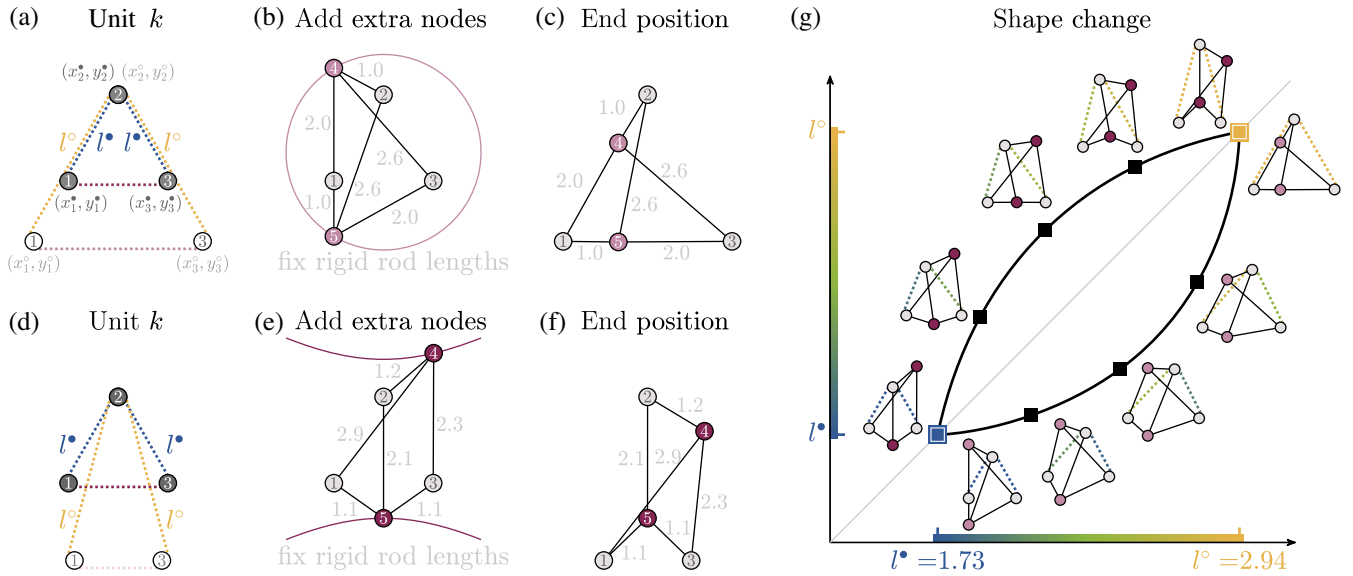 (a) Unit k
(x₂•, y₂•) (x₂°, y₂°)
2
l° l• l• l°
1 3
(x₁•, y₁•) (x₃•, y₃•)
1 3
(x₁°, y₁°) (x₃°, y₃°)
(b) Add extra nodes
4 1.0
2
2.0
2.6
1 3
1.0 2.6
2.0
5
fix rigid rod lengths
(c) End position
2
1.0
4
2.0 2.6
2.6
1 5 3
1.0 2.0
(d) Unit k
2
l• l•
1 3
l° l°
1 3
(e) Add extra nodes
4
1.2
2
2.3
2.9
2.1
1 3
1.1 1.1
5
fix rigid rod lengths
(f) End position
2
1.2
4
2.1 2.9
2.3
5
1.1
1.1
1 3
(g) Shape change
l°
l•
l• =1.73 l° =2.94